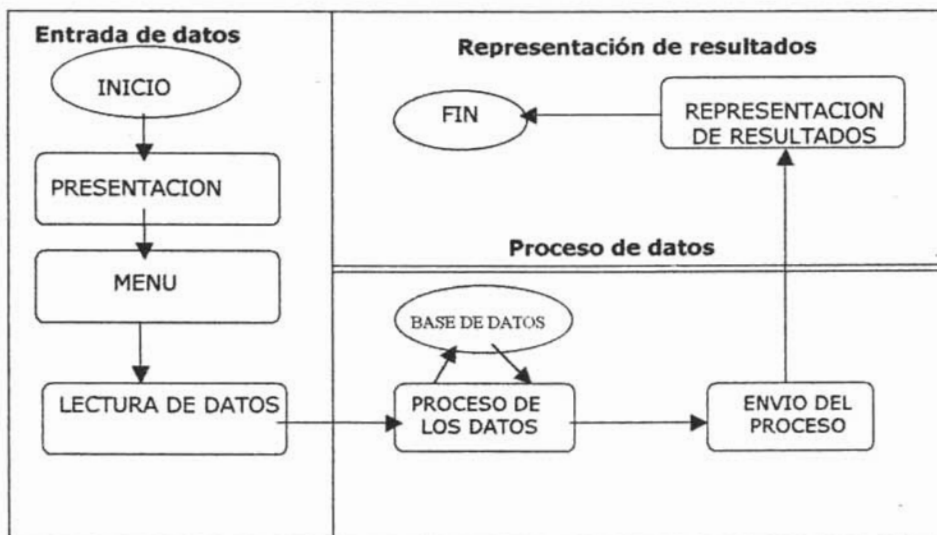 Entrada de datos
INICIO
PRESENTACION
MENU
LECTURA DE DATOS
Representación de resultados
FIN
REPRESENTACION
DE RESULTADOS
Proceso de datos
BASE DE DATOS
PROCESO DE
LOS DATOS
ENVIO DEL
PROCESO